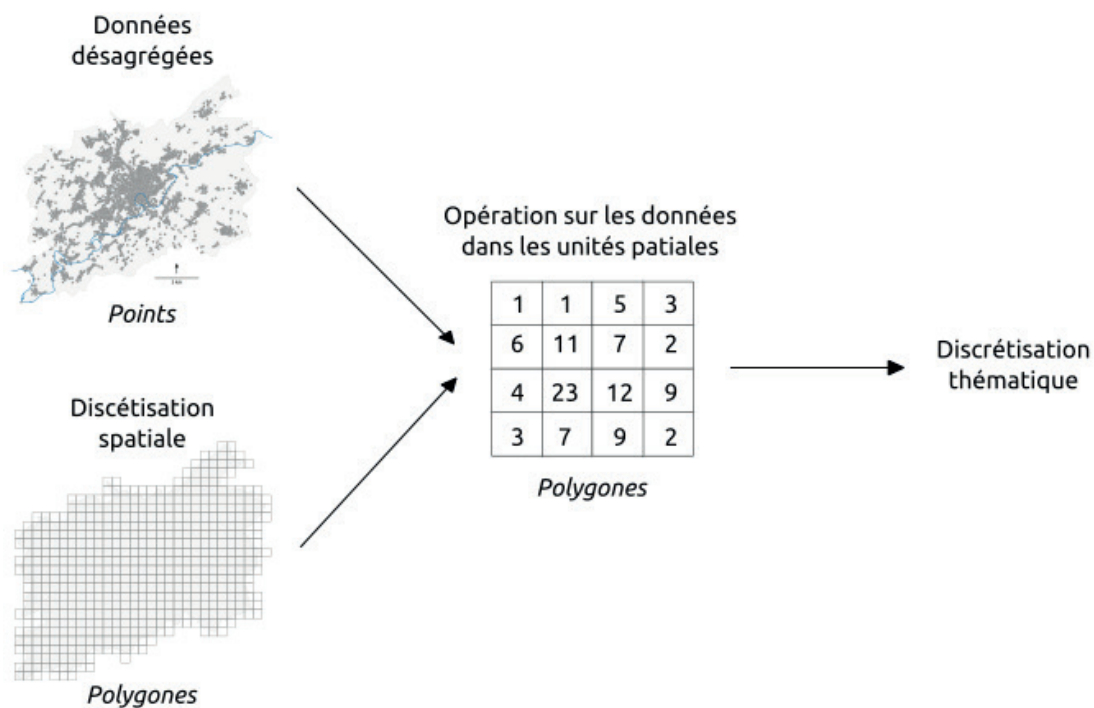 Données
désagrégées
Points
Discétisation
spatiale
Polygones
Opération sur les données
dans les unités patiales
1 1 5 3
6 11 7 2
4 23 12 9
3 7 9 2
Polygones
Discrétisation
thématique